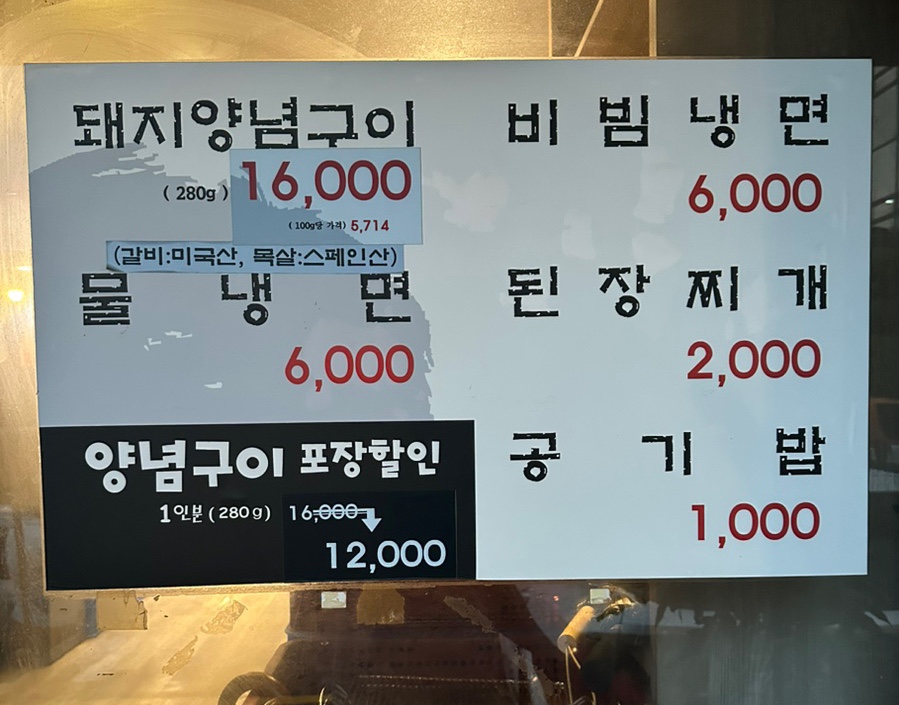 돼지양념구이
(280g) 16,000
(100g당 가격) 5,714
(갈비:미국산, 목살:스페인산)
물냉면
6,000
양념구이 포장할인
1인분(280g) 16,000
12,000
비빔냉면
6,000
된장찌개
2,000
공기밥
1,000